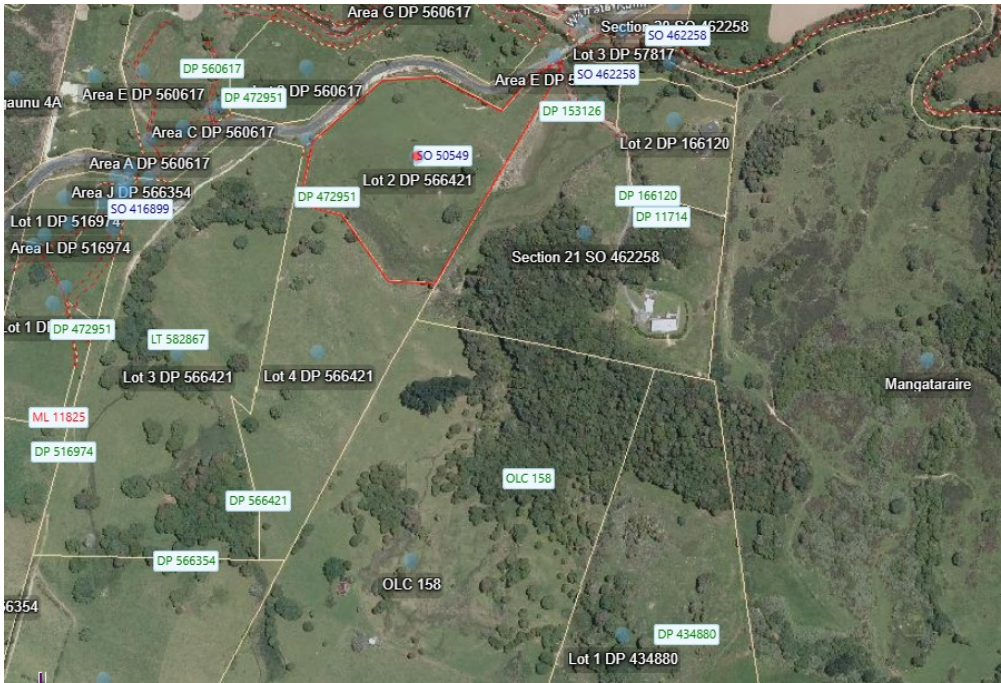 Area G DP 560617
Section 20 SO 462258
SO 462258
Lot 3 DP 57817
DP 560617
SO 462258
Area E DP 5
DP 560617
Area E DP 560617
DP 472951
gaunu 4A
DP 153126
Area C DP 560617
Lot 2 DP 166120
SO 50549
Area A DP 560617
Lot 2 DP 566421
Area J DP 566354
DP 472951
DP 166120
SO 416899
DP 11714
Lot 1 DP 516974
Area L DP 516974
Section 21 SO 462258
DP 472951
LT 582867
Lot 3 DP 566421
Lot 4 DP 566421
Mangataraire
ML 11825
DP 516974
OLC 158
DP 566421
DP 566354
OLC 158
DP 434880
Lot 1 DP 434880